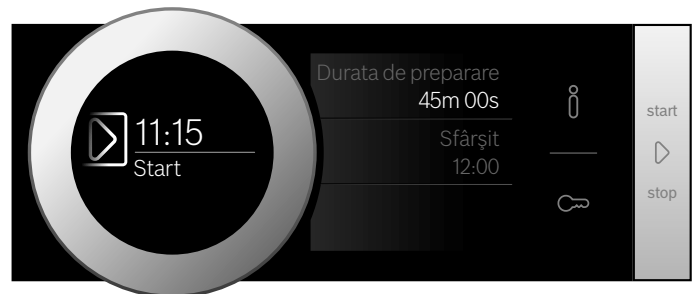 11:15
Start
Durata de preparare
45m 00s
Sfârşit
12:00
start
stop